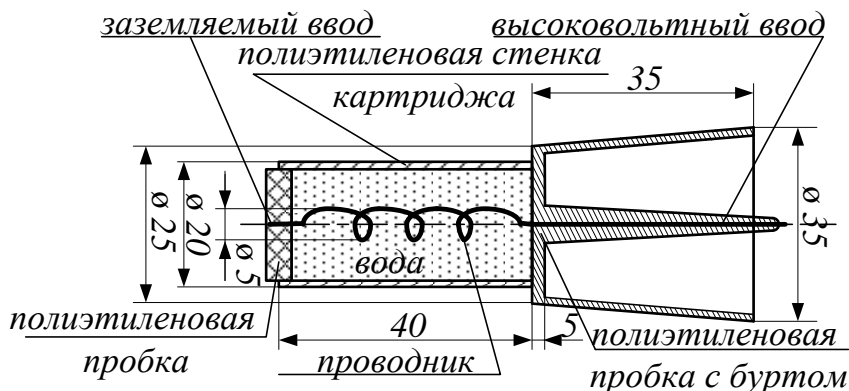 заземляемый ввод
высоковольтный ввод
полиэтиленовая стенка
картриджа
35
ø 25
ø 20
ø 5
ø 35
вода
полиэтиленовая
пробка
40
проводник
5
полиэтиленовая
пробка с буртом